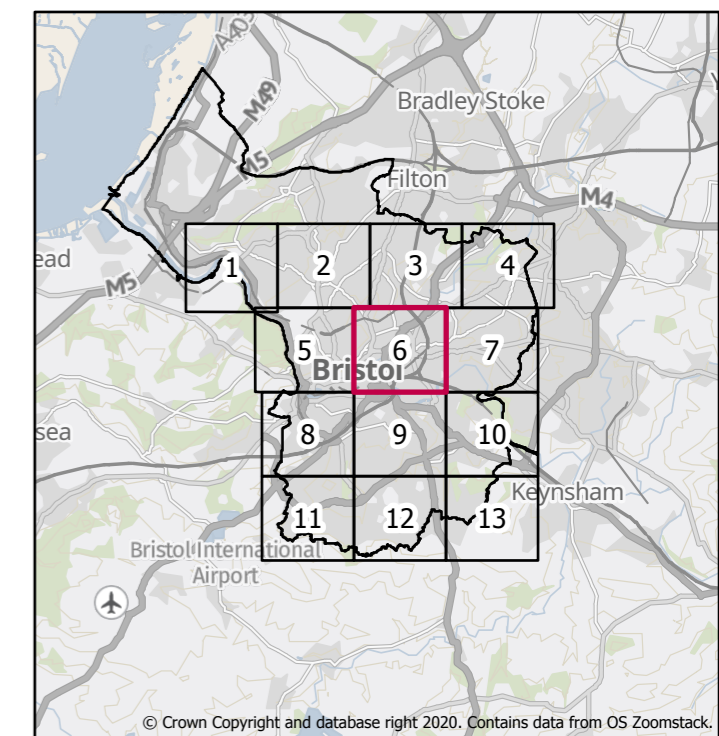 A403
M49
Bradley Stoke
M5
Filton
M4
ead
1
2
3
4
M5
5
6
7
Bristol
sea
8
9
10
Keynsham
11
12
13
Bristol International
Airport
© Crown Copyright and database right 2020. Contains data from OS Zoomstack.